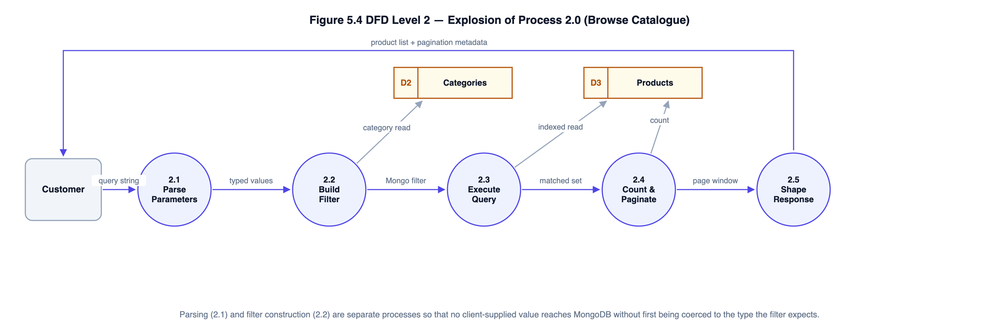 Figure 5.4 DFD Level 2 — Explosion of Process 2.0 (Browse Catalogue)
product list + pagination metadata
D2
Categories
D3
Products
category read
indexed read
count
Customer
query string
2.1
Parse
Parameters
typed values
2.2
Build
Filter
Mongo filter
2.3
Execute
Query
matched set
2.4
Count &
Paginate
page window
2.5
Shape
Response
Parsing (2.1) and filter construction (2.2) are separate processes so that no client-supplied value reaches MongoDB without first being coerced to the type the filter expects.